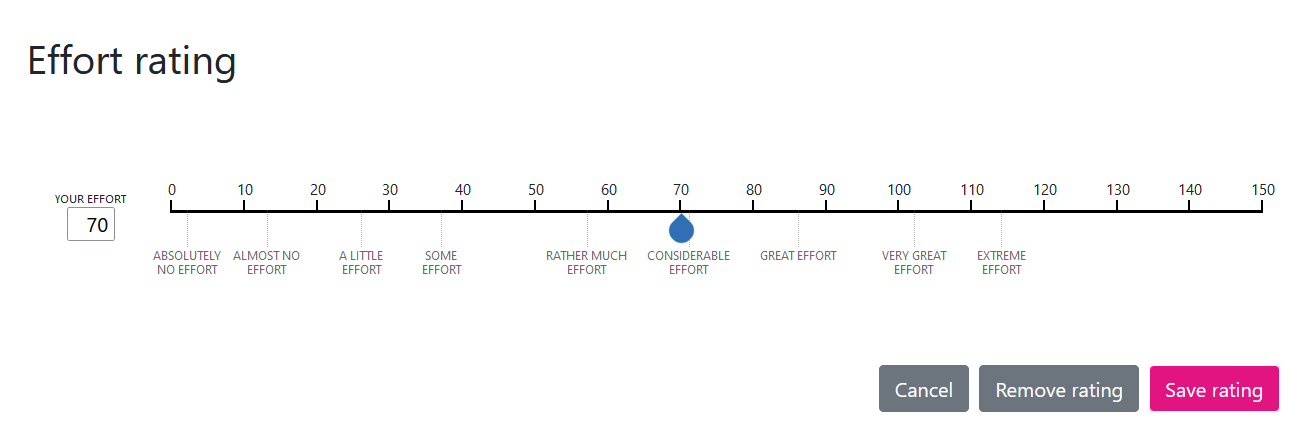 Effort rating
0 10 20 30 40 50 60 70 80 90 100 110 120 130 140 150
YOUR EFFORT
70
ABSOLUTELY ALMOST NO A LITTLE SOME RATHER MUCH CONSIDERABLE GREAT EFFORT VERY GREAT EXTREME
NO EFFORT EFFORT EFFORT EFFORT EFFORT EFFORT EFFORT EFFORT
Cancel Remove rating Save rating